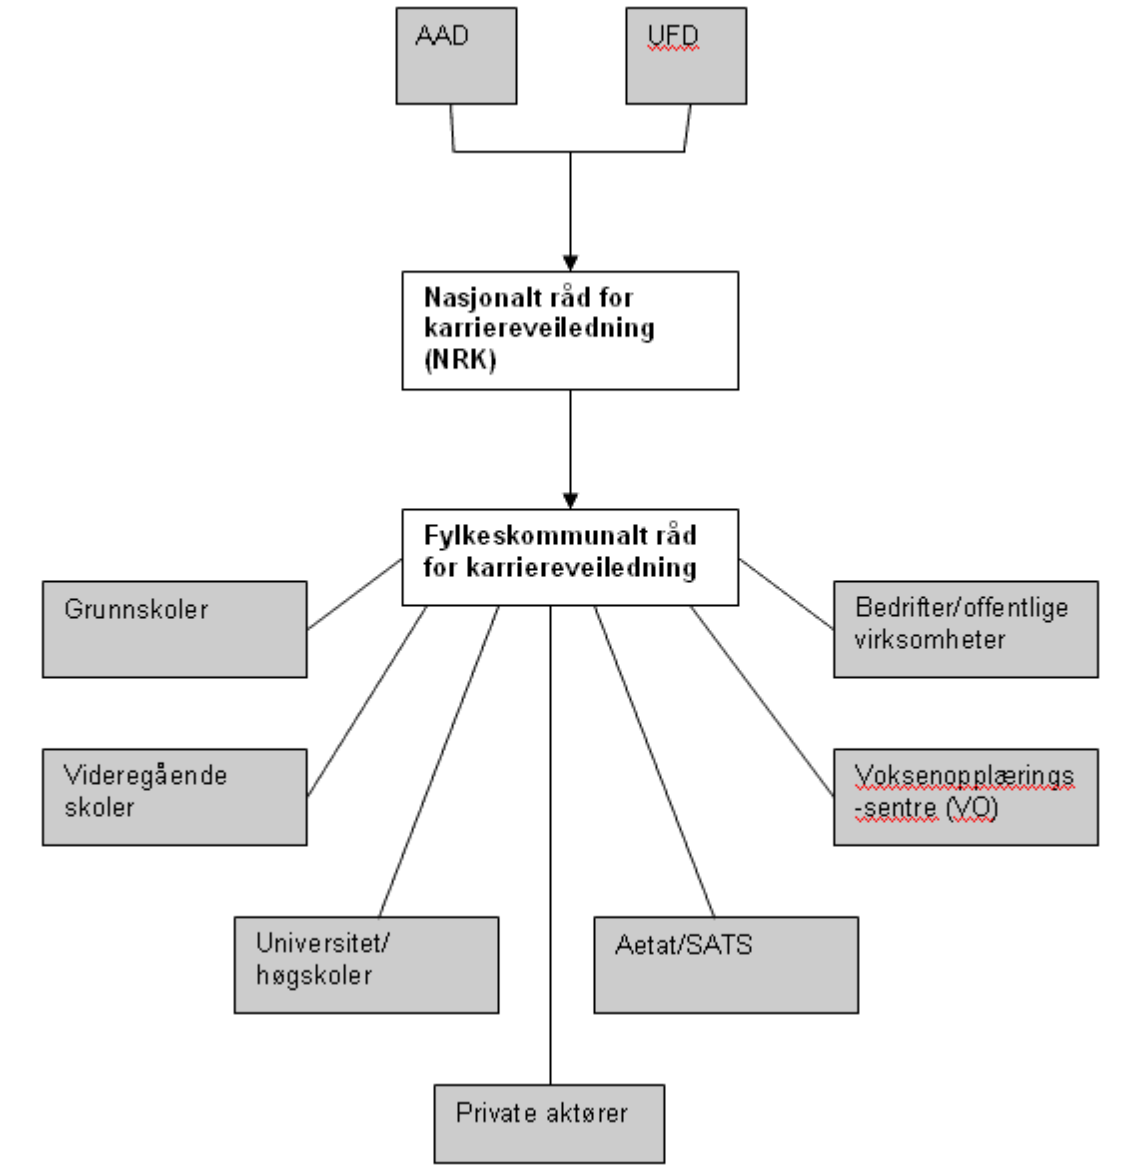 AAD
UFD
Nasjonalt råd for
karriereveiledning
(NRK)
Fylkeskommunalt råd
for karriereveiledning
Grunnskoler
Bedrifter/offentlige
virksomheter
Videregående
skoler
Voksenopplærings
-sentre (VO)
Universitet/
høgskoler
Aetat/SATS
Private aktører